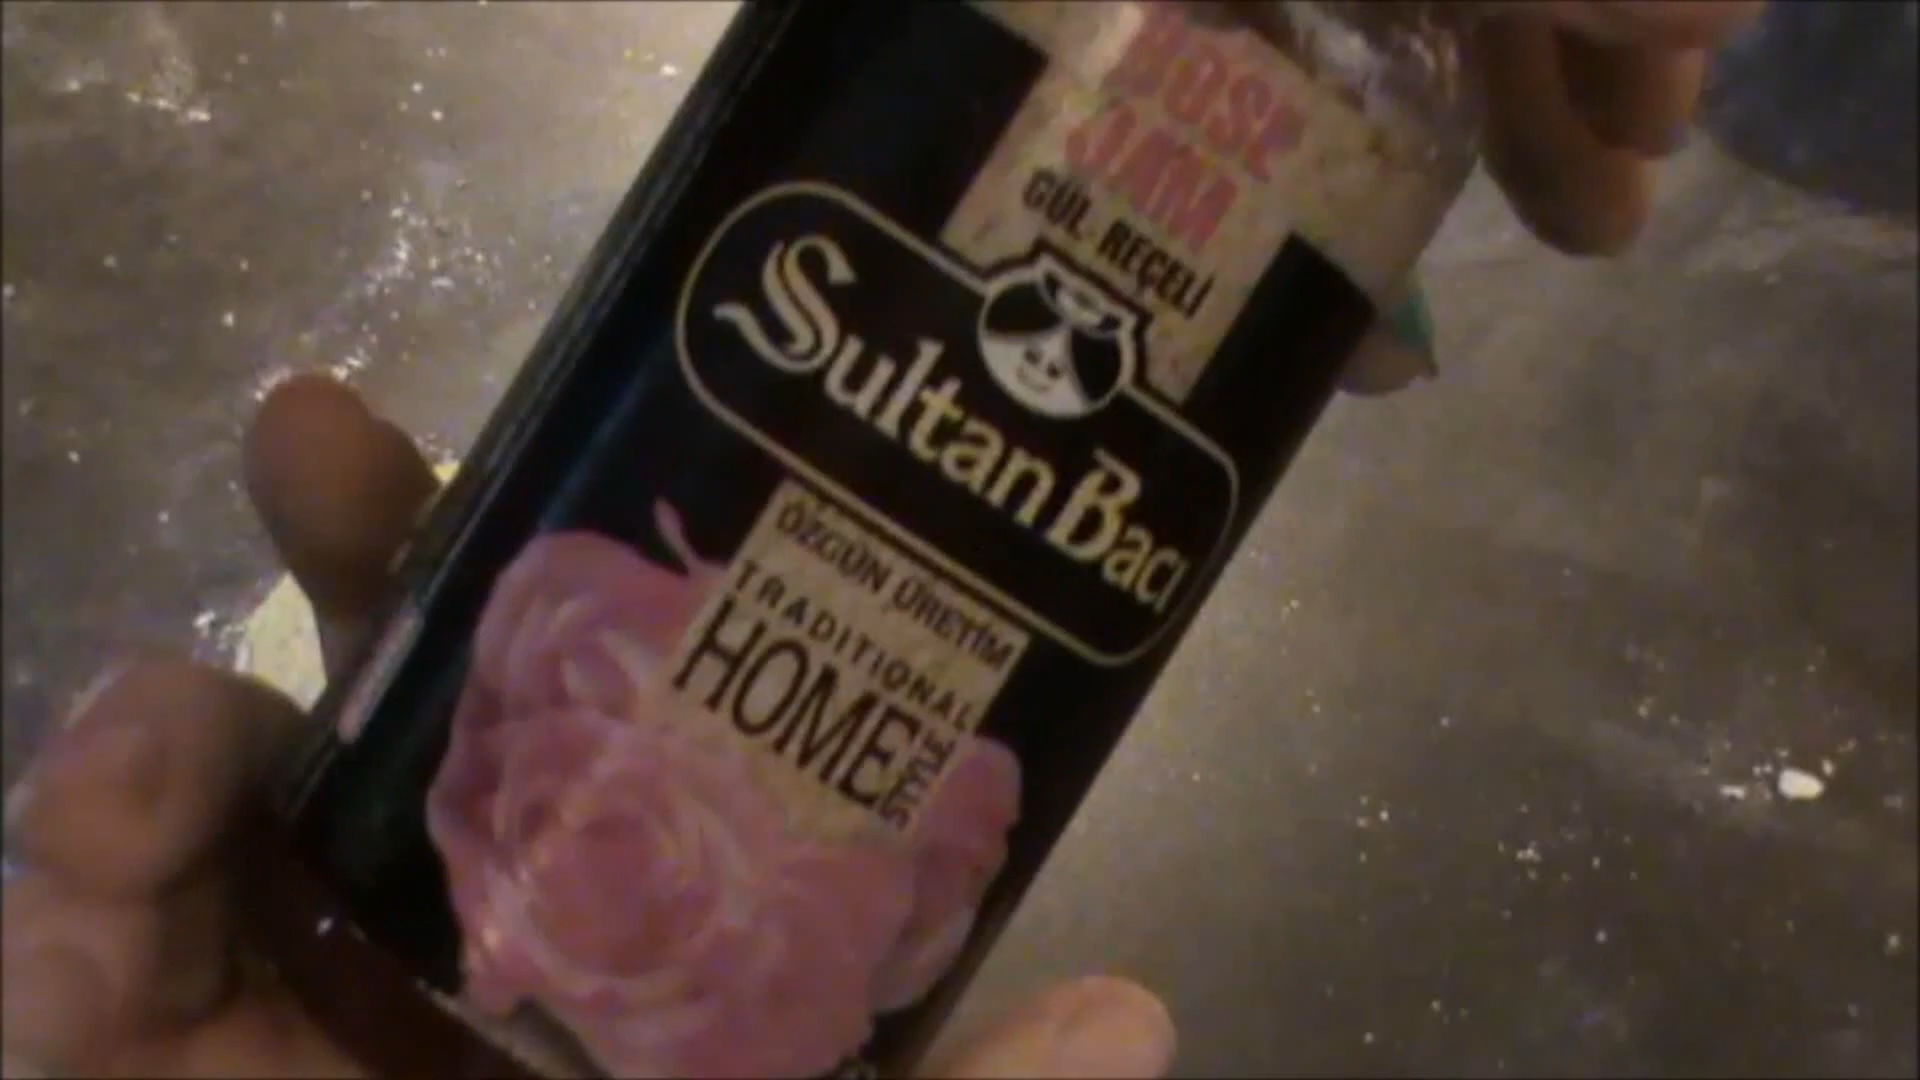 ROSE
JAM
GÜL REÇELİ
Sultan Bacı
ÖZGÜN ÜRETİM
TRADITIONAL
HOME
STYLE